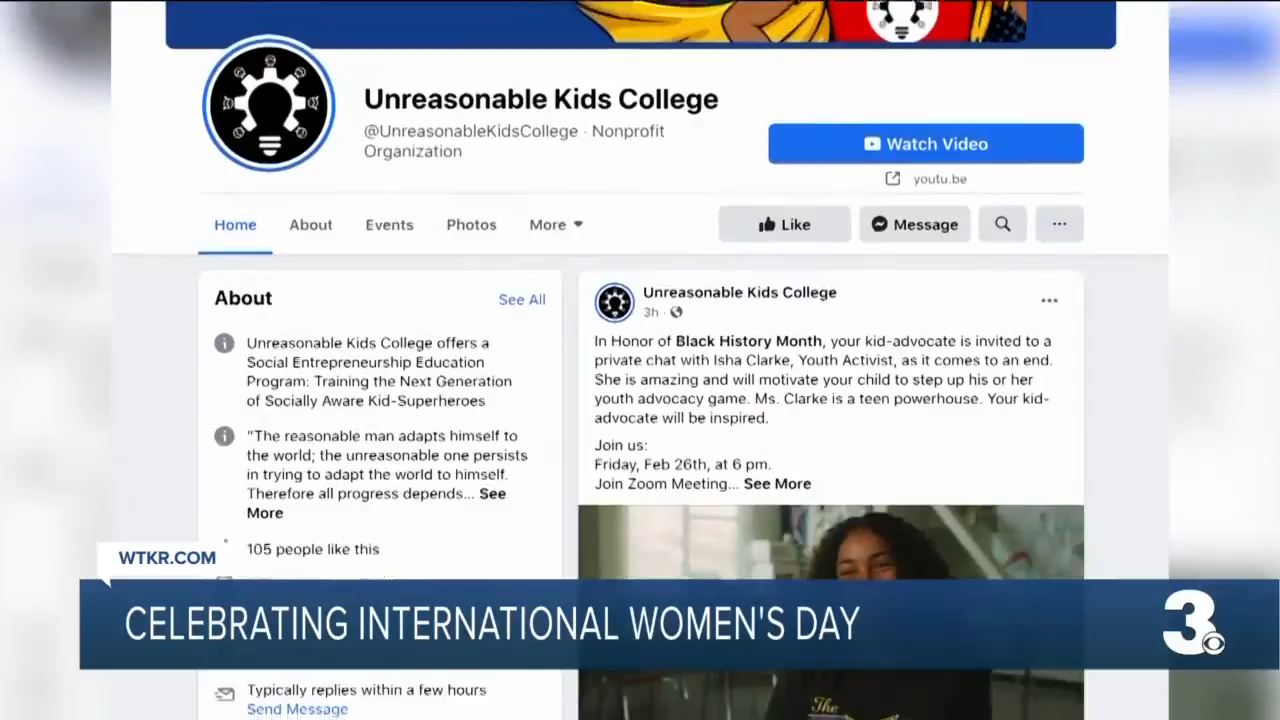 Unreasonable Kids College
@UnreasonableKidsCollege · Nonprofit
Organization
Watch Video
youtu.be
Home
About
Events
Photos
More
Like
Message
About
See All
Unreasonable Kids College offers a
Social Entrepreneurship Education
Program: Training the Next Generation
of Socially Aware Kid-Superheroes
"The reasonable man adapts himself to
the world; the unreasonable one persists
in trying to adapt the world to himself.
Therefore all progress depends... See
More
105 people like this
Unreasonable Kids College
3h ·
In Honor of Black History Month, your kid-advocate is invited to a
private chat with Isha Clarke, Youth Activist, as it comes to an end.
She is amazing and will motivate your child to step up his or her
youth advocacy game. Ms. Clarke is a teen powerhouse. Your kid-
advocate will be inspired.
Join us:
Friday, Feb 26th, at 6 pm.
Join Zoom Meeting... See More
WTKR.COM
CELEBRATING INTERNATIONAL WOMEN'S DAY
3
Typically replies within a few hours
Send Message
The